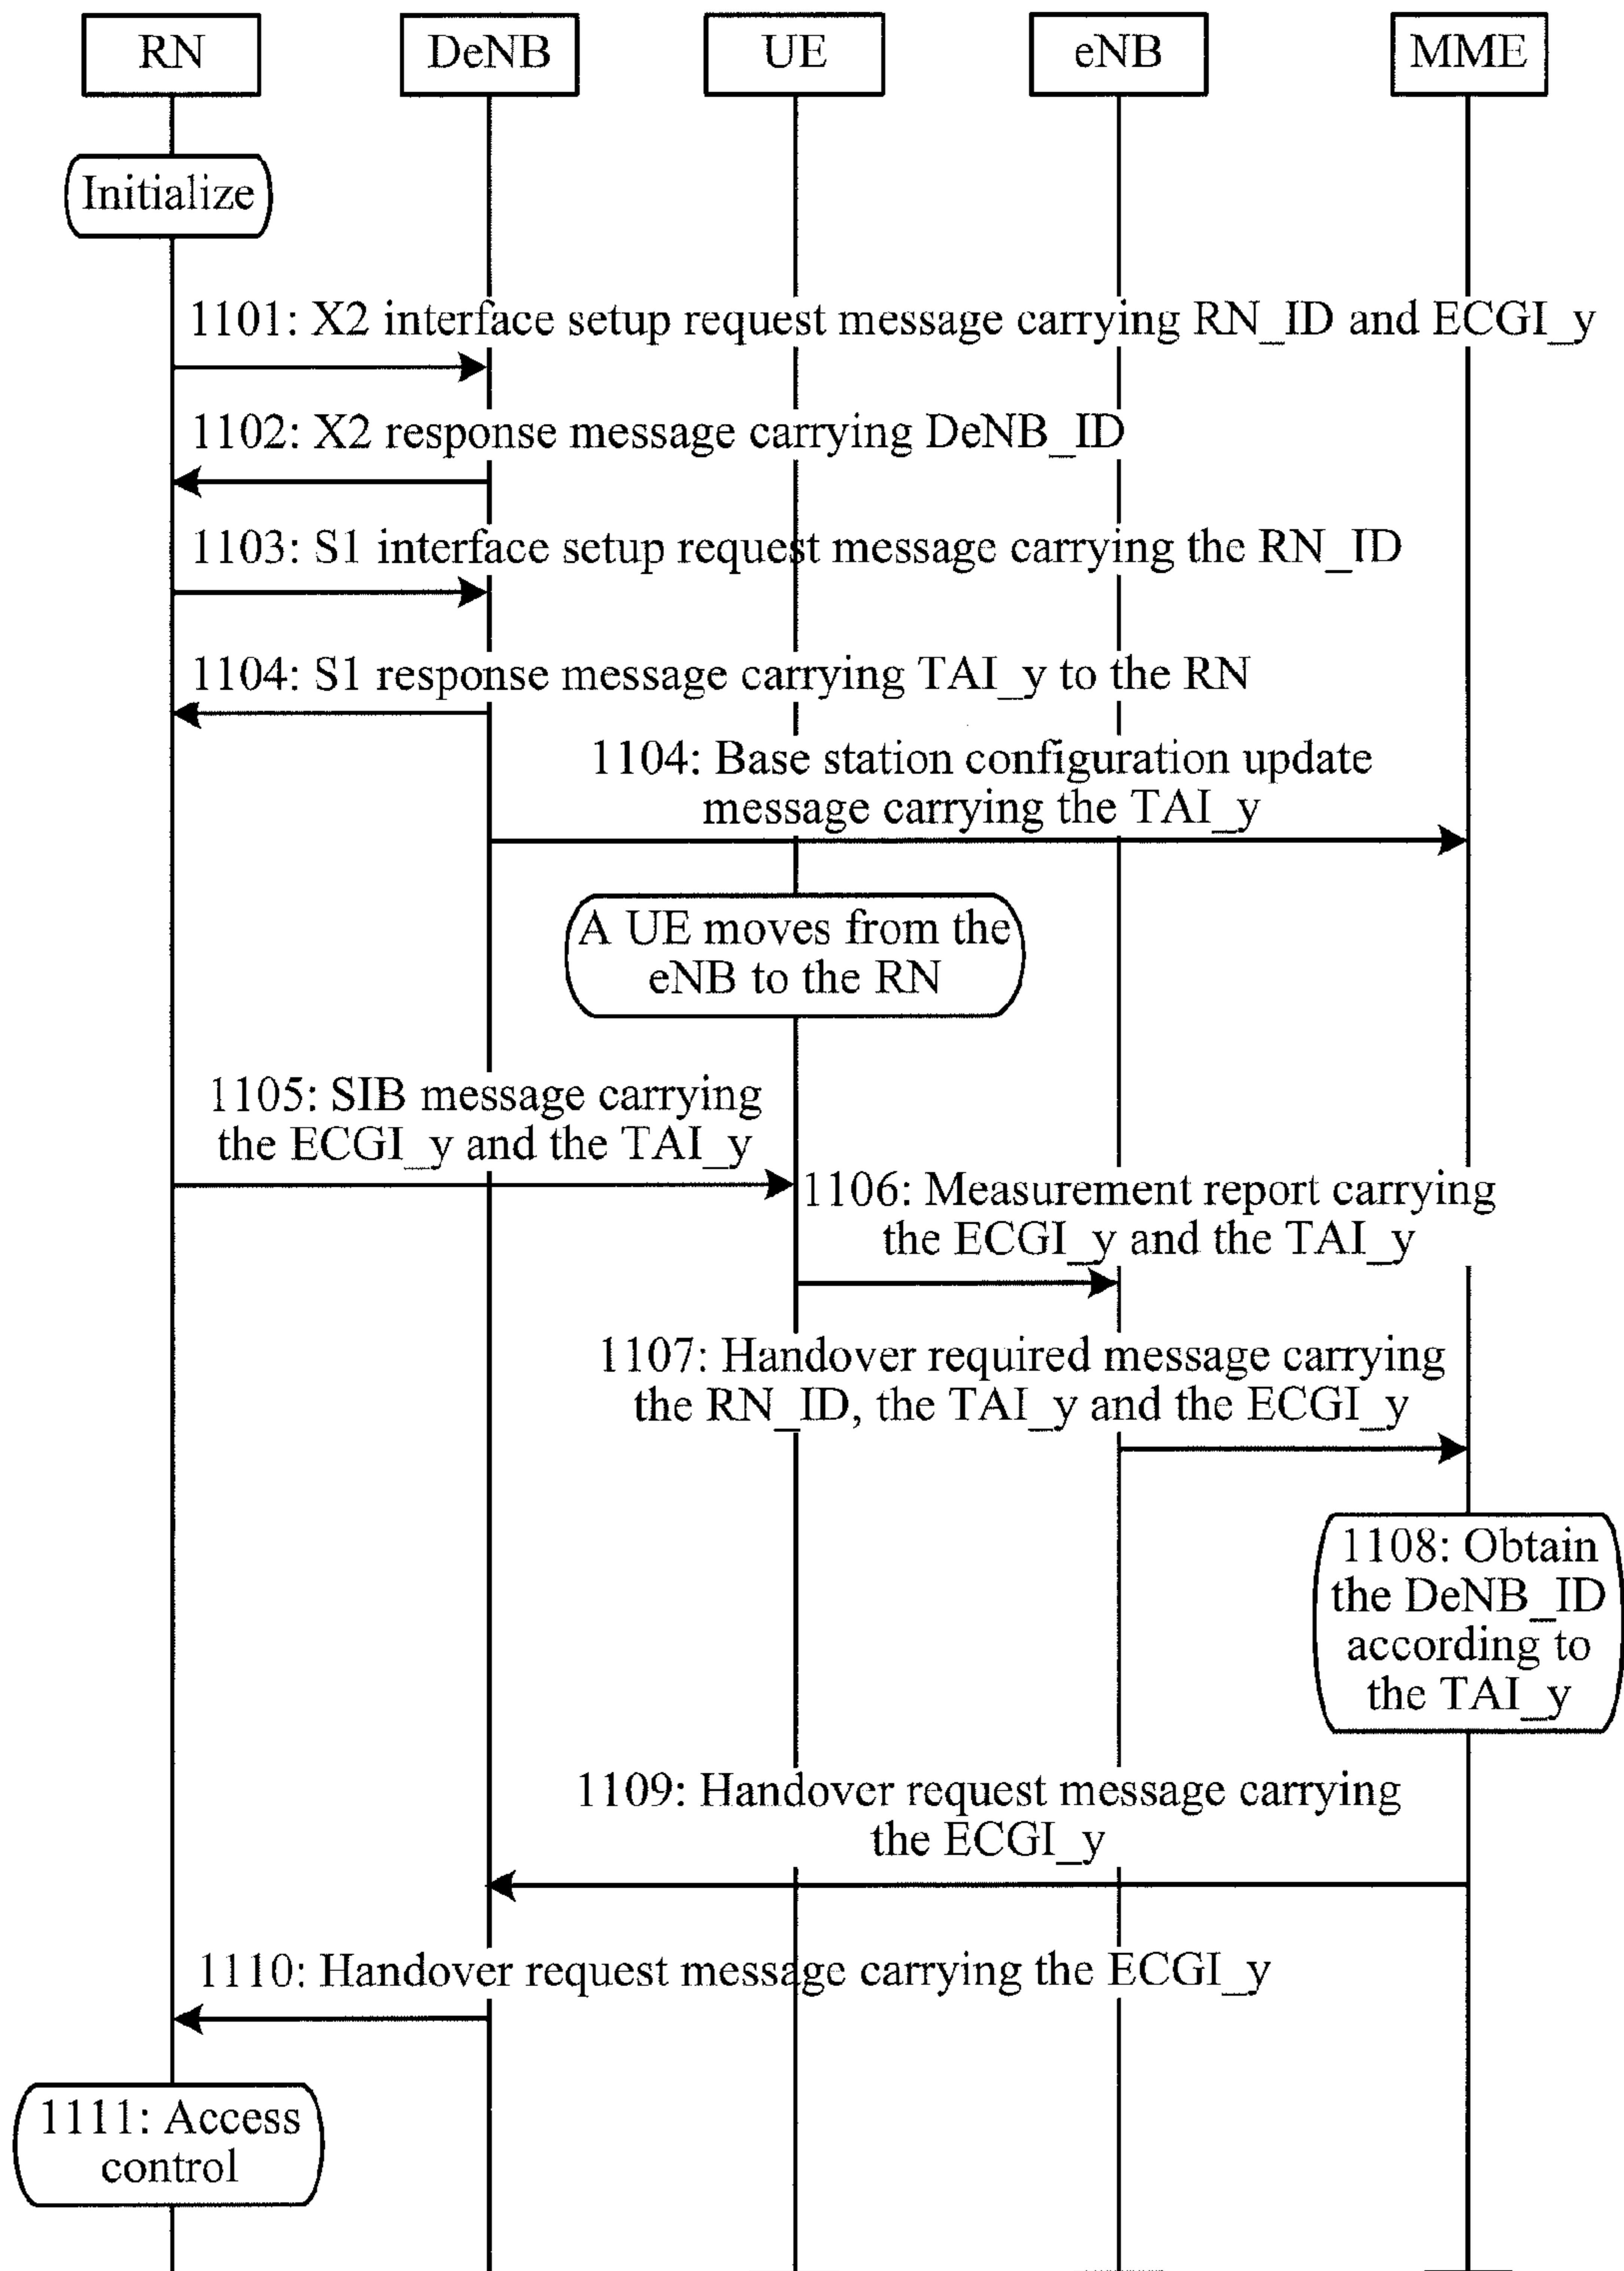 RN DeNB UE eNB MME
Initialize
1101: X2 interface setup request message carrying RN_ID and ECGI_y
1102: X2 response message carrying DeNB_ID
1103: S1 interface setup request message carrying the RN_ID
1104: S1 response message carrying TAI_y to the RN
1104: Base station configuration update
message carrying the TAI_y
A UE moves from the
eNB to the RN
1105: SIB message carrying
the ECGI_y and the TAI_y
1106: Measurement report carrying
the ECGI_y and the TAI_y
1107: Handover required message carrying
the RN_ID, the TAI_y and the ECGI_y
1108: Obtain
the DeNB_ID
according to
the TAI_y
1109: Handover request message carrying
the ECGI_y
1110: Handover request message carrying the ECGI_y
1111: Access
control